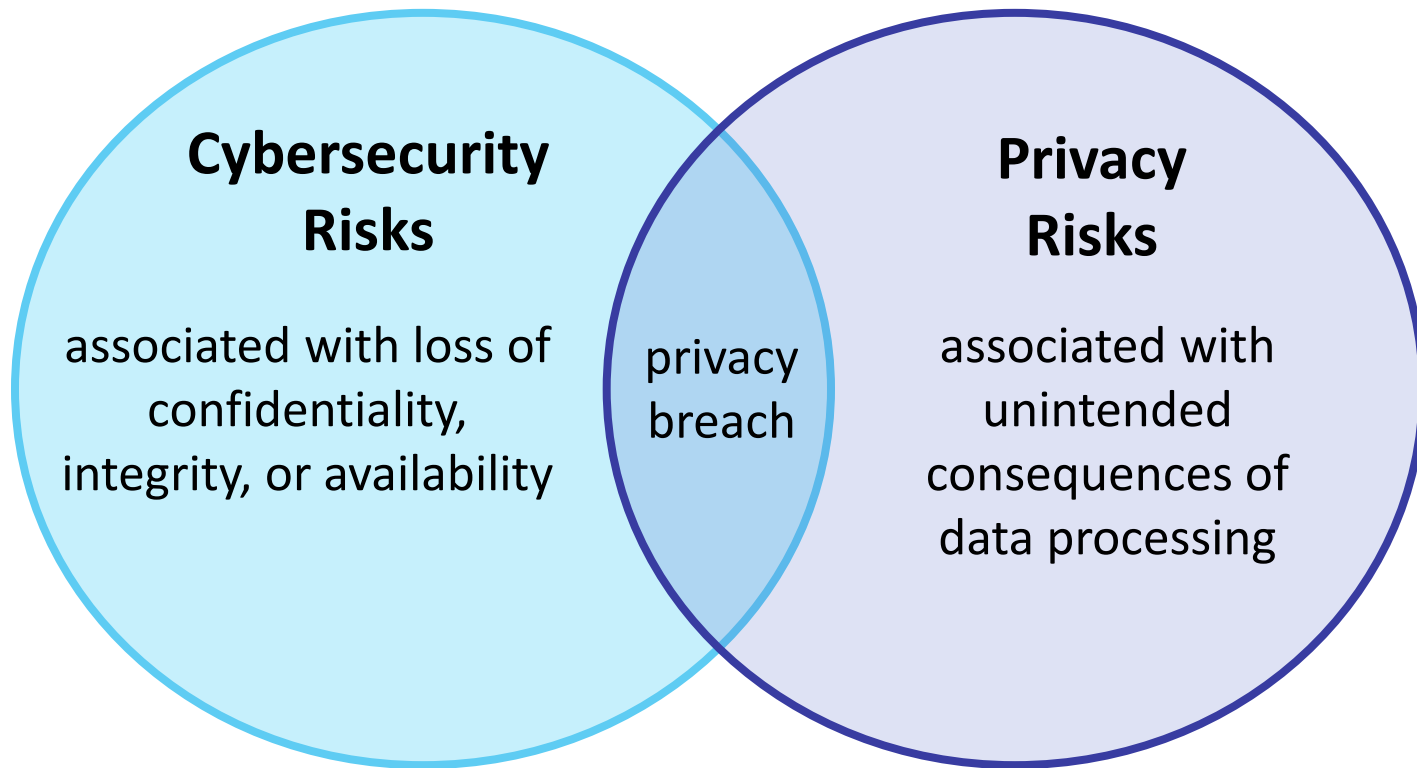 Cybersecurity
Risks
associated with loss of
confidentiality,
integrity, or availability
privacy
breach
Privacy
Risks
associated with
unintended
consequences of
data processing